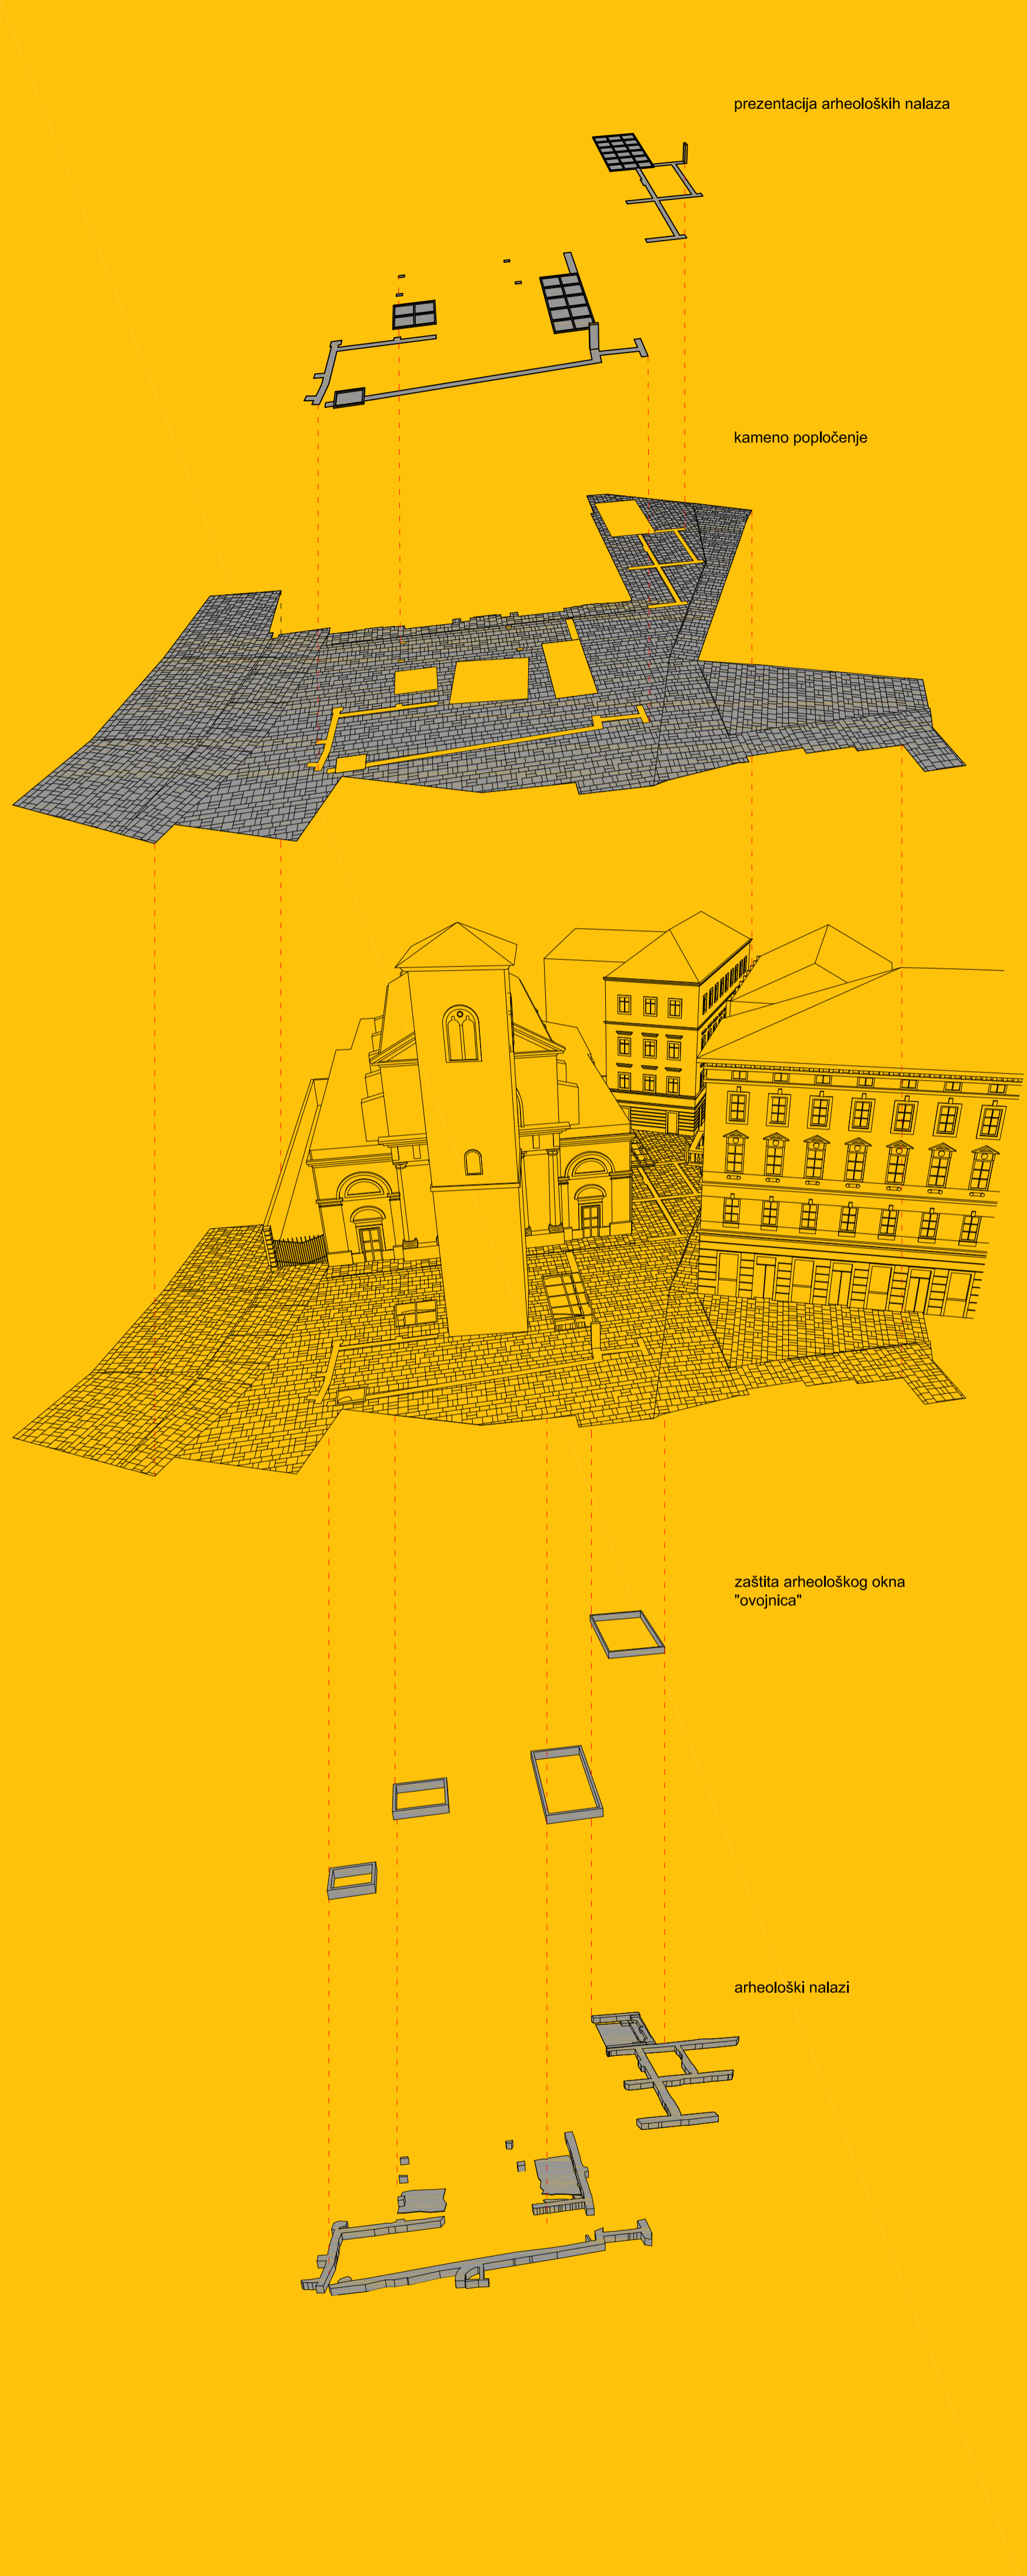 prezentacija arheoloških nalaza
kameno popločenje
zaštita arheološkog okna
"ovojnica"
arheološki nalazi